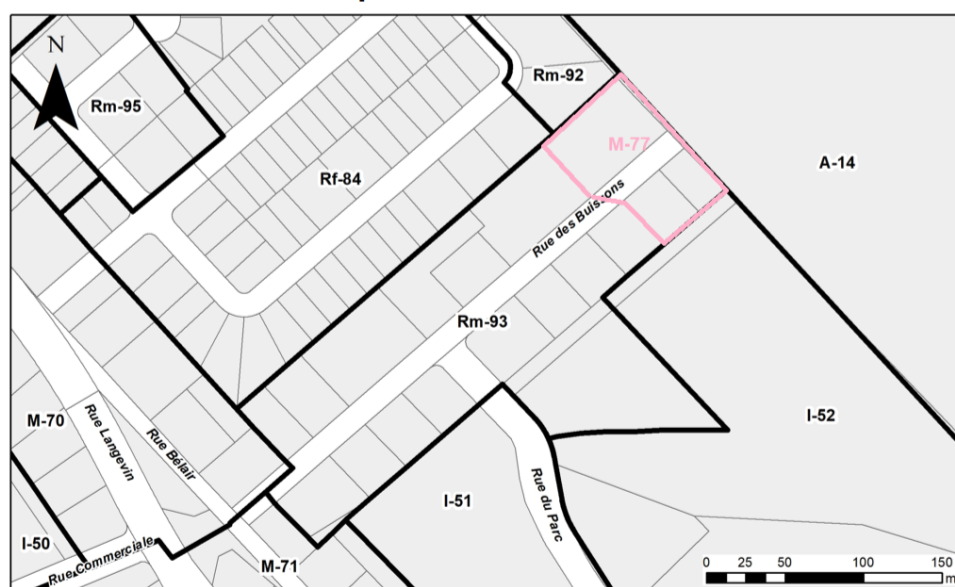 N
Rm-92
Rm-95
M-77
A-14
Rf-84
Rue des Buissons
Rm-93
M-70
Rue Langevin
Rue Bélair
I-52
I-51
Rue du Parc
I-50
Rue Commerciale
M-71
0 25 50 100 150
m